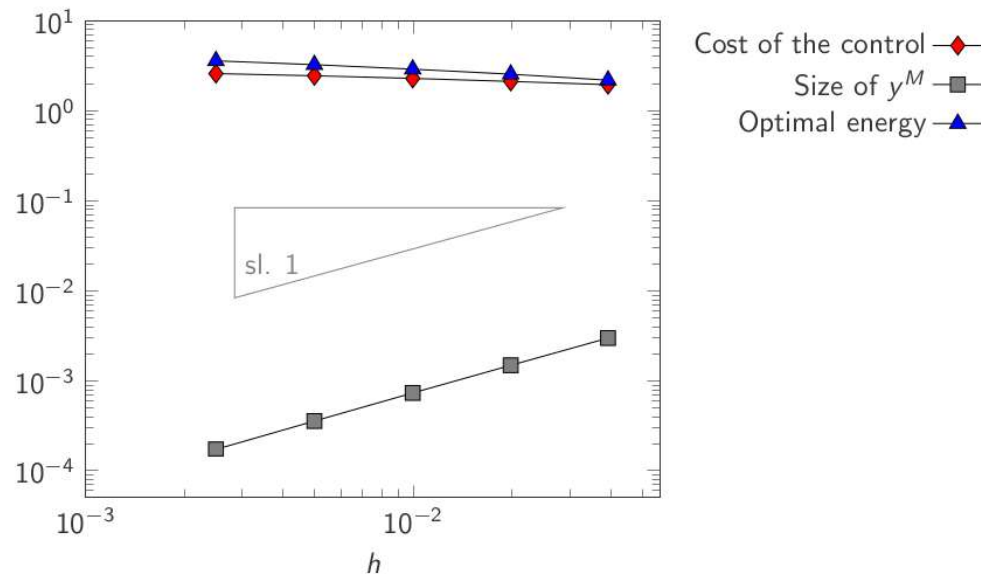 10^1
Cost of the control
Size of y^M
Optimal energy
10^0
10^{-1}
sl. 1
10^{-2}
10^{-3}
10^{-4}
10^{-3}
10^{-2}
h